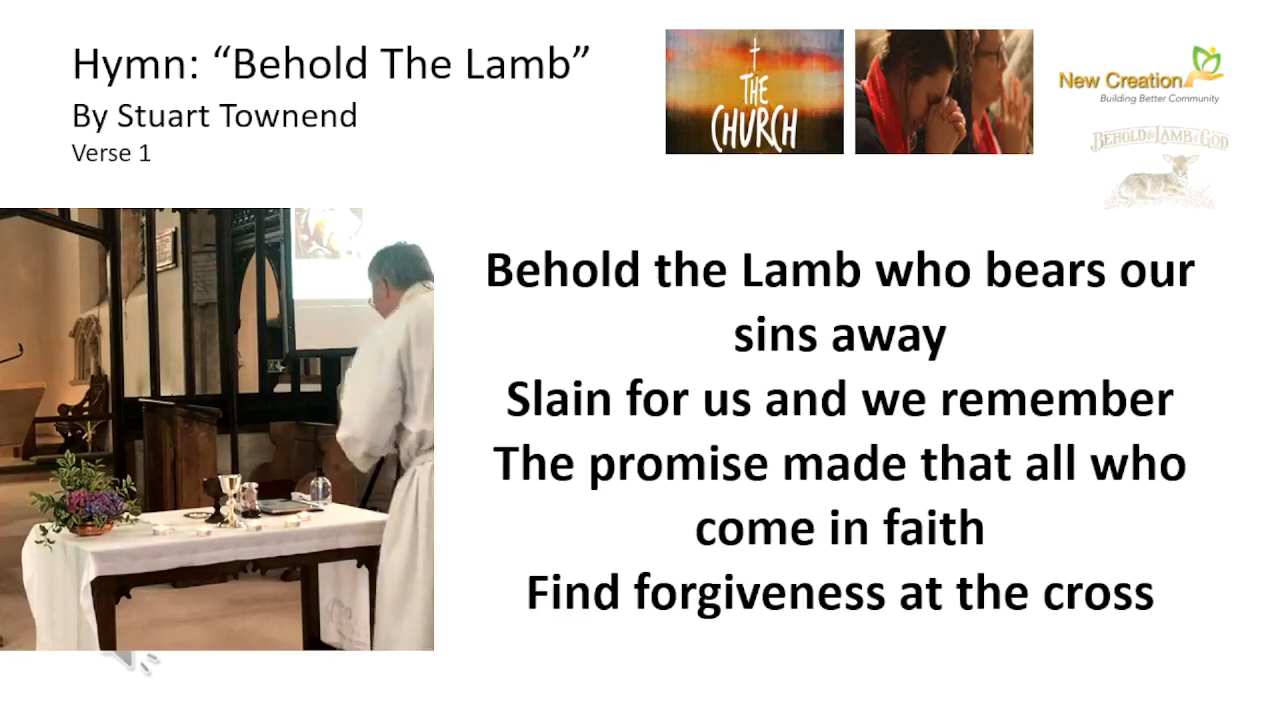 Hymn: “Behold The Lamb”
By Stuart Townend
Verse 1
THE
CHURCH
New Creation
Building Better Community
BEHOLD THE LAMB OF GOD
Behold the Lamb who bears our
sins away
Slain for us and we remember
The promise made that all who
come in faith
Find forgiveness at the cross